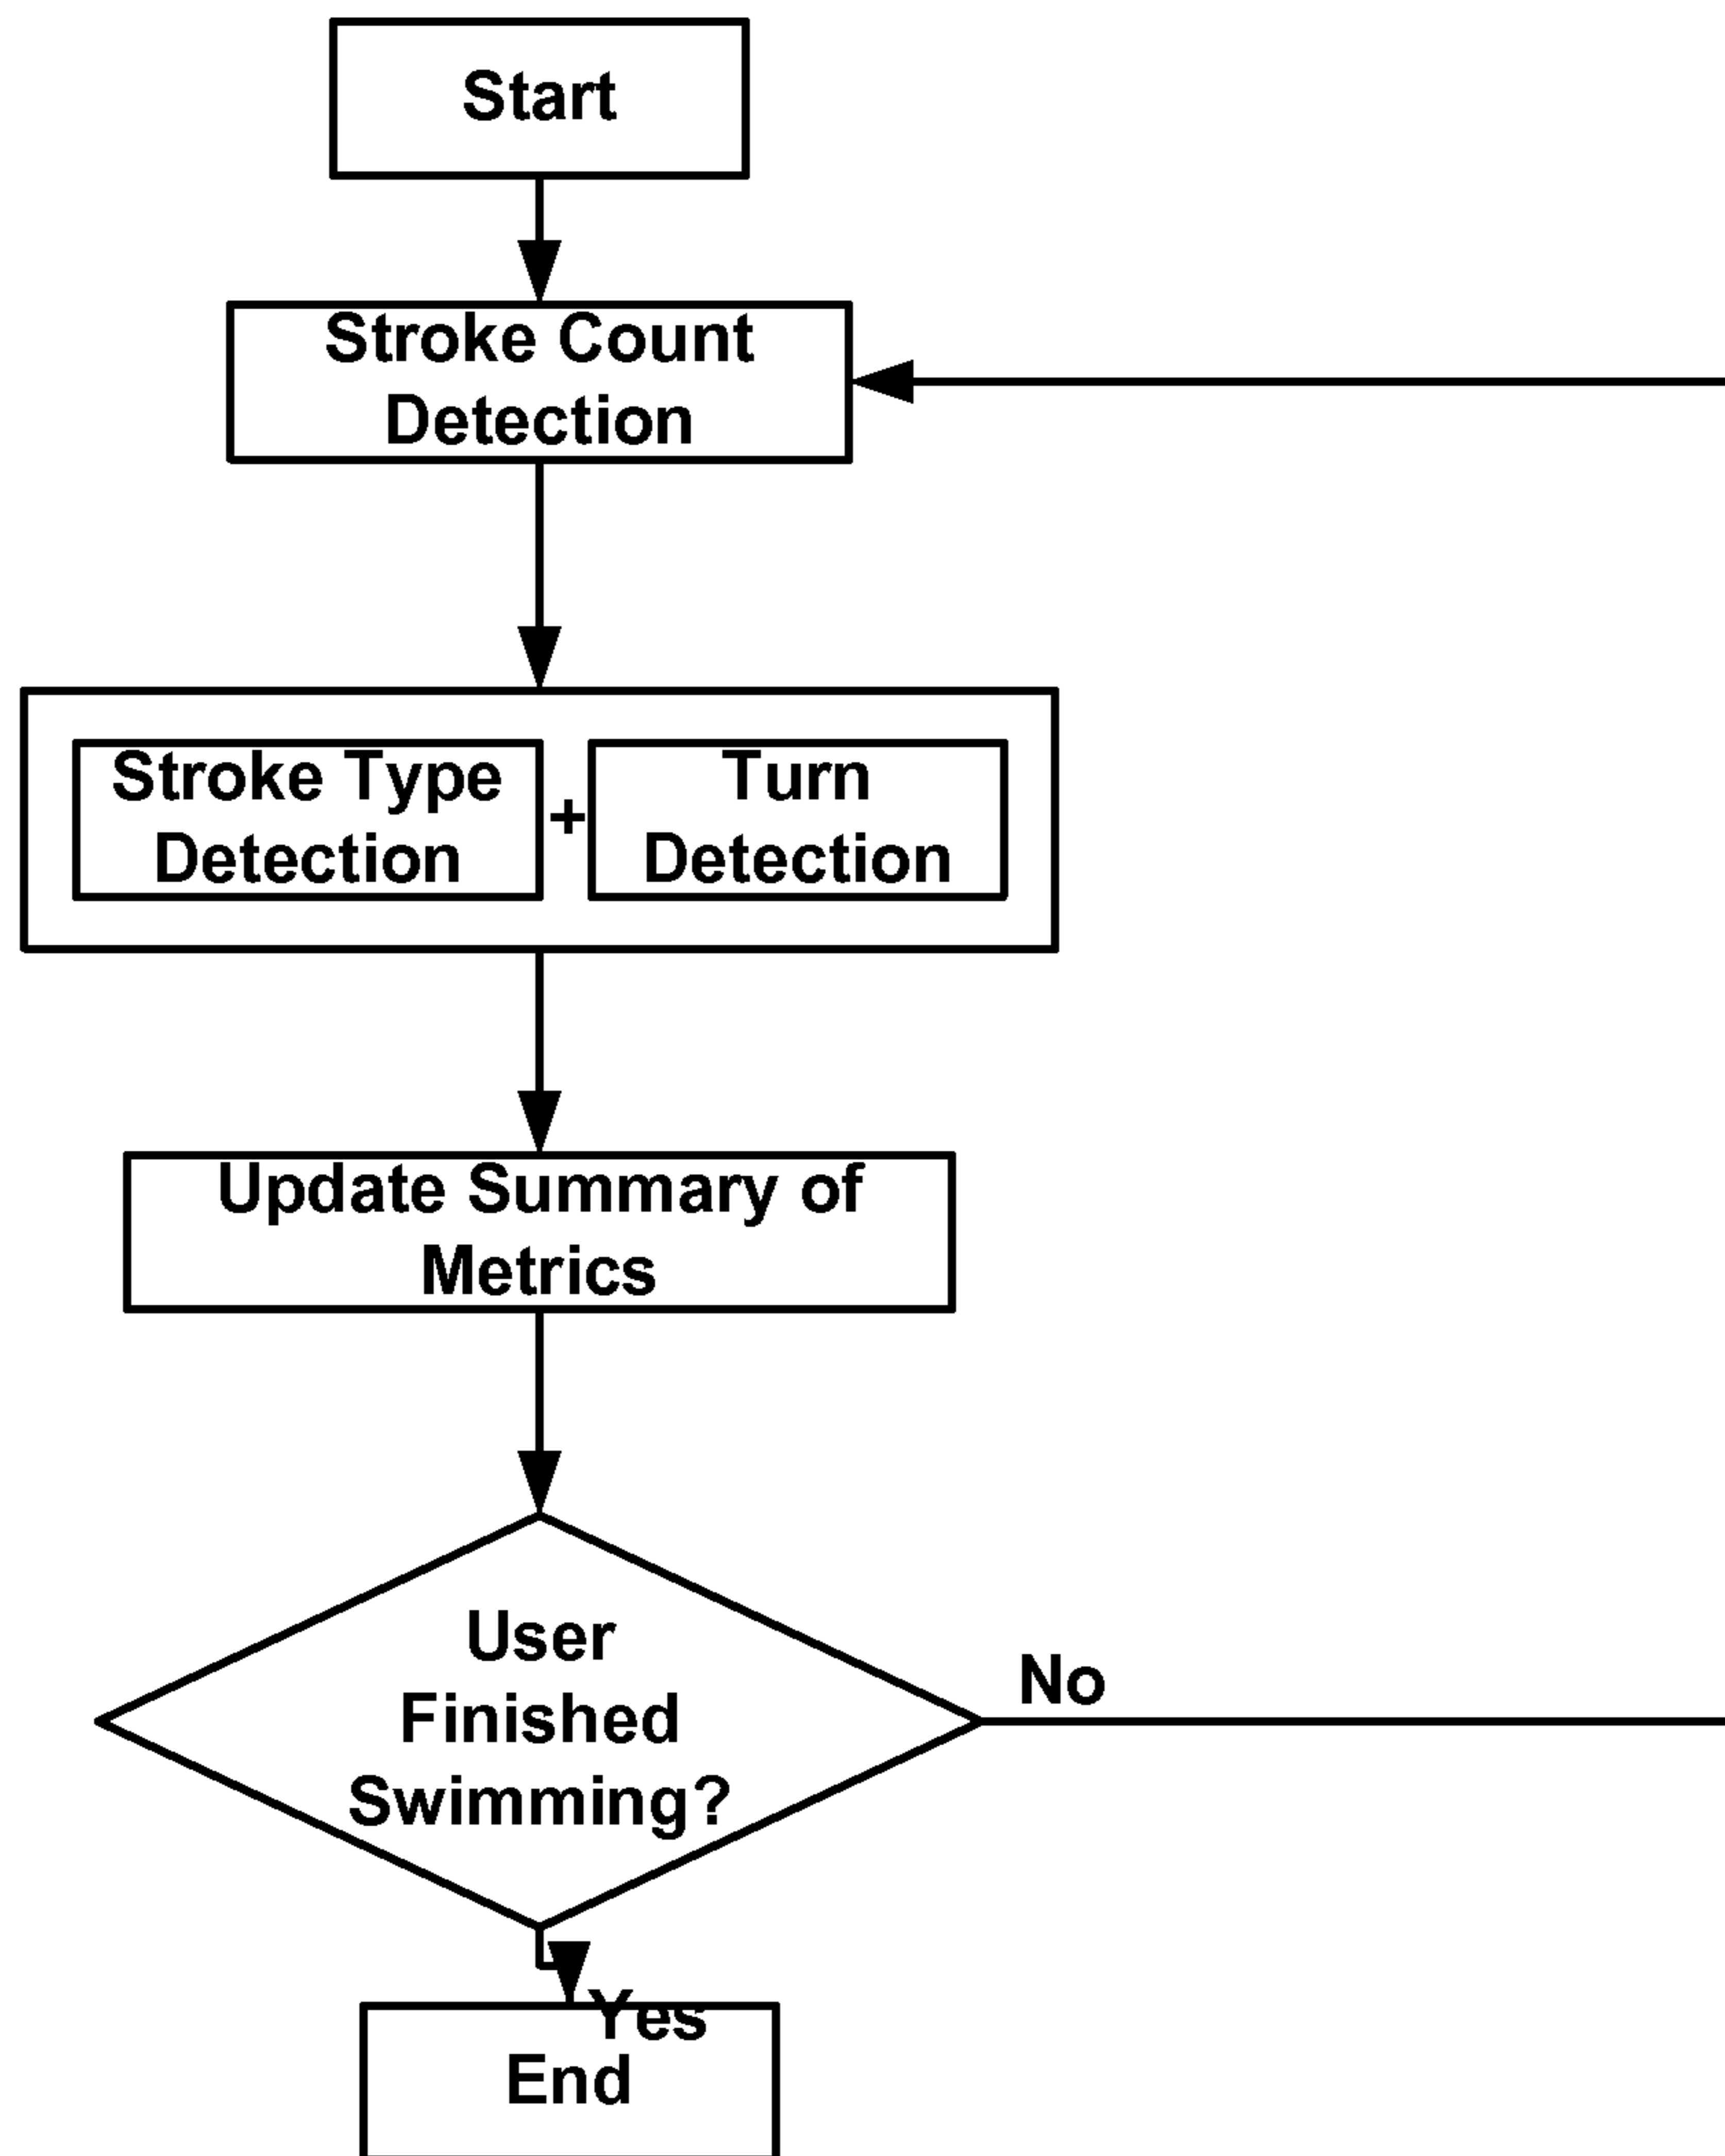 Start
Stroke Count
Detection
Stroke Type
Detection
+
Turn
Detection
Update Summary of
Metrics
User
Finished
Swimming?
No
Yes
End